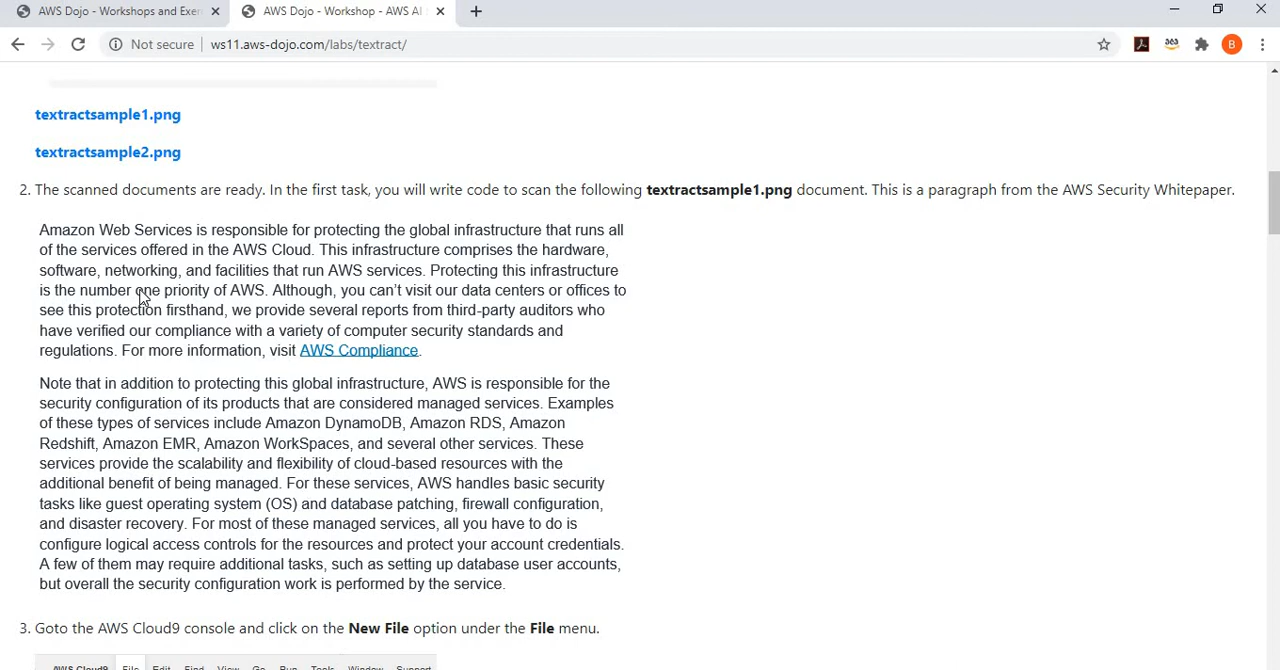 AWS Dojo - Workshops and Exer
AWS Dojo - Workshop - AWS AI
Not secure | ws11.aws-dojo.com/labs/textract/
B
textractsample1.png
textractsample2.png
2. The scanned documents are ready. In the first task, you will write code to scan the following textractsample1.png document. This is a paragraph from the AWS Security Whitepaper.
Amazon Web Services is responsible for protecting the global infrastructure that runs all
of the services offered in the AWS Cloud. This infrastructure comprises the hardware,
software, networking, and facilities that run AWS services. Protecting this infrastructure
is the number one priority of AWS. Although, you can’t visit our data centers or offices to
see this protection firsthand, we provide several reports from third-party auditors who
have verified our compliance with a variety of computer security standards and
regulations. For more information, visit AWS Compliance.
Note that in addition to protecting this global infrastructure, AWS is responsible for the
security configuration of its products that are considered managed services. Examples
of these types of services include Amazon DynamoDB, Amazon RDS, Amazon
Redshift, Amazon EMR, Amazon WorkSpaces, and several other services. These
services provide the scalability and flexibility of cloud-based resources with the
additional benefit of being managed. For these services, AWS handles basic security
tasks like guest operating system (OS) and database patching, firewall configuration,
and disaster recovery. For most of these managed services, all you have to do is
configure logical access controls for the resources and protect your account credentials.
A few of them may require additional tasks, such as setting up database user accounts,
but overall the security configuration work is performed by the service.
3. Goto the AWS Cloud9 console and click on the New File option under the File menu.
AWS Cloud9 File Edit Find View Go Run Tools Window Support